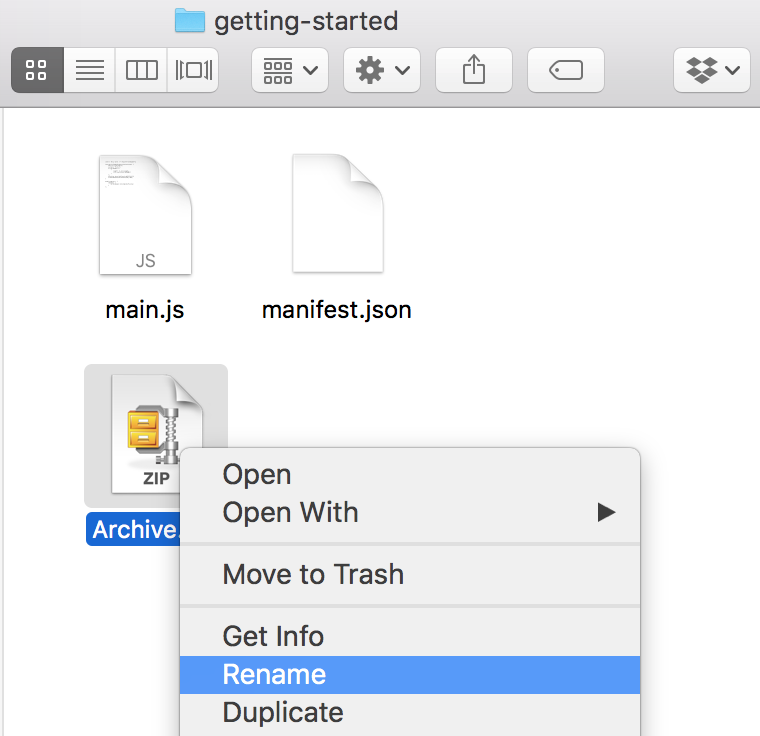 getting-started
JS
main.js
manifest.json
ZIP
Archive.
Open
Open With
Move to Trash
Get Info
Rename
Duplicate